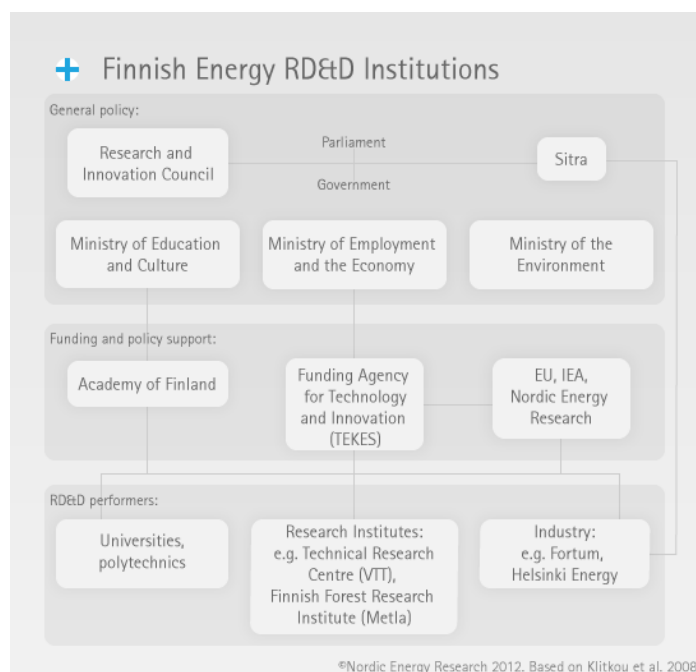 Finnish Energy RD&D Institutions
General policy:
Research and
Innovation Council
Parliament
Government
Sitra
Ministry of Education
and Culture
Ministry of Employment
and the Economy
Ministry of the
Environment
Funding and policy support:
Academy of Finland
Funding Agency
for Technology
and Innovation
(TEKES)
EU, IEA,
Nordic Energy
Research
RD&D performers:
Universities,
polytechnics
Research Institutes:
e.g. Technical Research
Centre (VTT),
Finnish Forest Research
Institute (Metla)
Industry:
e.g. Fortum,
Helsinki Energy
©Nordic Energy Research 2012. Based on Klitkou et al. 2008